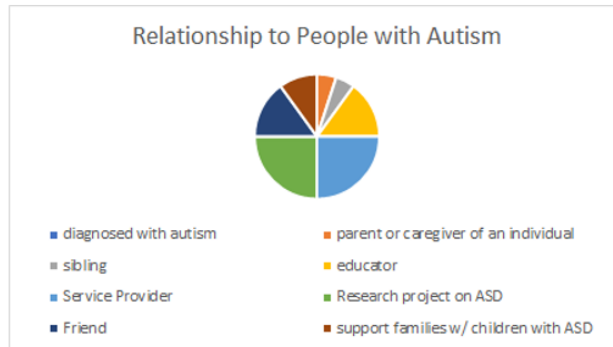 Relationship to People with Autism
diagnosed with autism
parent or caregiver of an individual
sibling
educator
Service Provider
Research project on ASD
Friend
support families w/ children with ASD